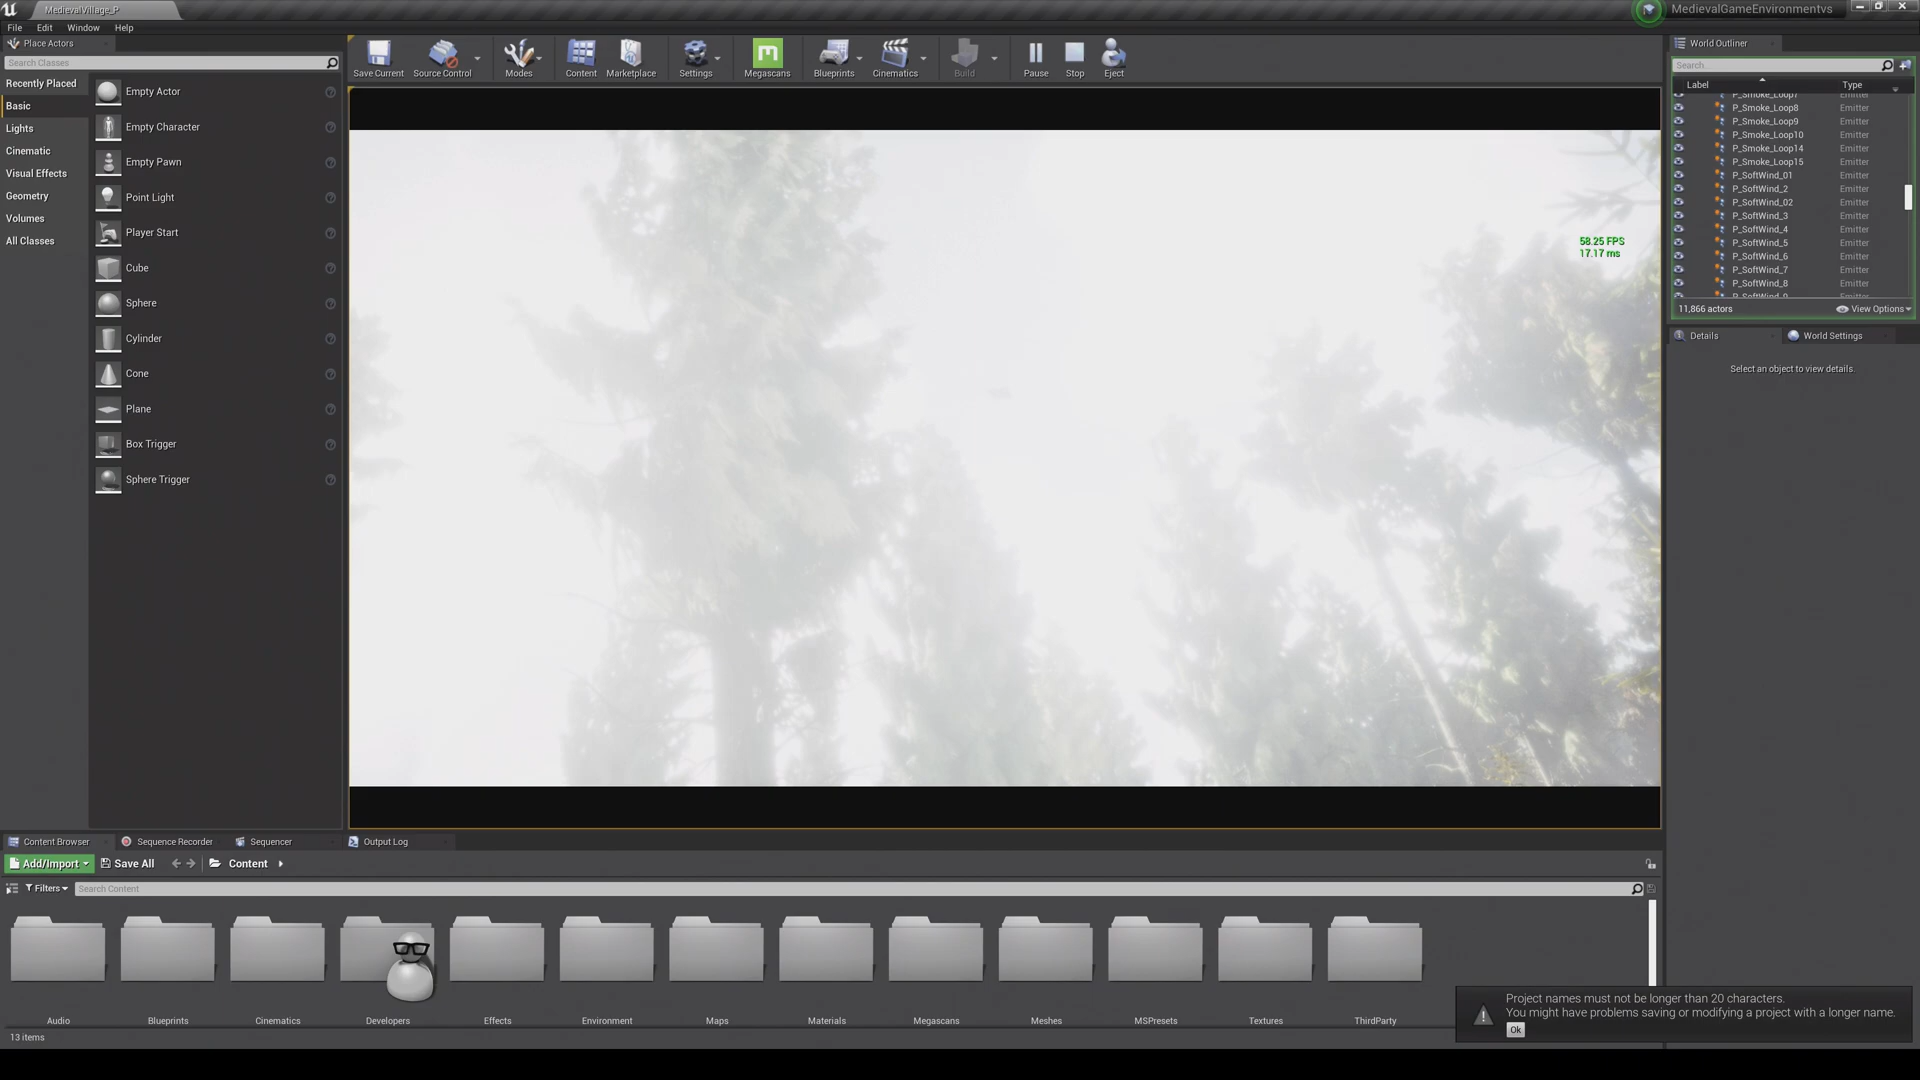 MedievalVillage_P
MedievalGameEnvironmentvs
File Edit Window Help
Place Actors
Search Classes
Recently Placed
Basic
Lights
Cinematic
Visual Effects
Geometry
Volumes
All Classes
Empty Actor
Empty Character
Empty Pawn
Point Light
Player Start
Cube
Sphere
Cylinder
Cone
Plane
Box Trigger
Sphere Trigger
Save Current Source Control Modes Content Marketplace Settings Megascans Blueprints Cinematics Build Pause Stop Eject
58.25 FPS
17.17 ms
World Outliner
Search...
Label Type
P_Smoke_Loop7 Emitter
P_Smoke_Loop8 Emitter
P_Smoke_Loop9 Emitter
P_Smoke_Loop10 Emitter
P_Smoke_Loop14 Emitter
P_Smoke_Loop15 Emitter
P_SoftWind_01 Emitter
P_SoftWind_2 Emitter
P_SoftWind_02 Emitter
P_SoftWind_3 Emitter
P_SoftWind_4 Emitter
P_SoftWind_5 Emitter
P_SoftWind_6 Emitter
P_SoftWind_7 Emitter
P_SoftWind_8 Emitter
P_SoftWind_9 Emitter
11,866 actors View Options
Details World Settings
Select an object to view details.
Content Browser Sequence Recorder Sequencer Output Log
Add/Import Save All Content
Filters Search Content
Audio Blueprints Cinematics Developers Effects Environment Maps Materials Megascans Meshes MSPresets Textures ThirdParty
13 items
Project names must not be longer than 20 characters.
You might have problems saving or modifying a project with a longer name.
Ok